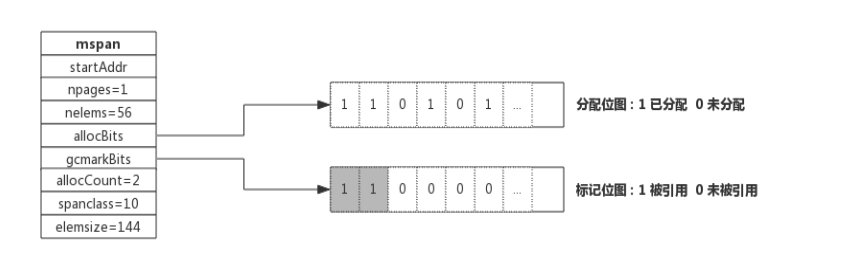 mspan
startAddr
npages=1
nelems=56
allocBits
gcmarkBits
allocCount=2
spanclass=10
elemsize=144
1 1 0 1 0 1 ...
分配位图：1 已分配 0 未分配
1 1 0 0 0 0 ...
标记位图：1 被引用 0 未被引用